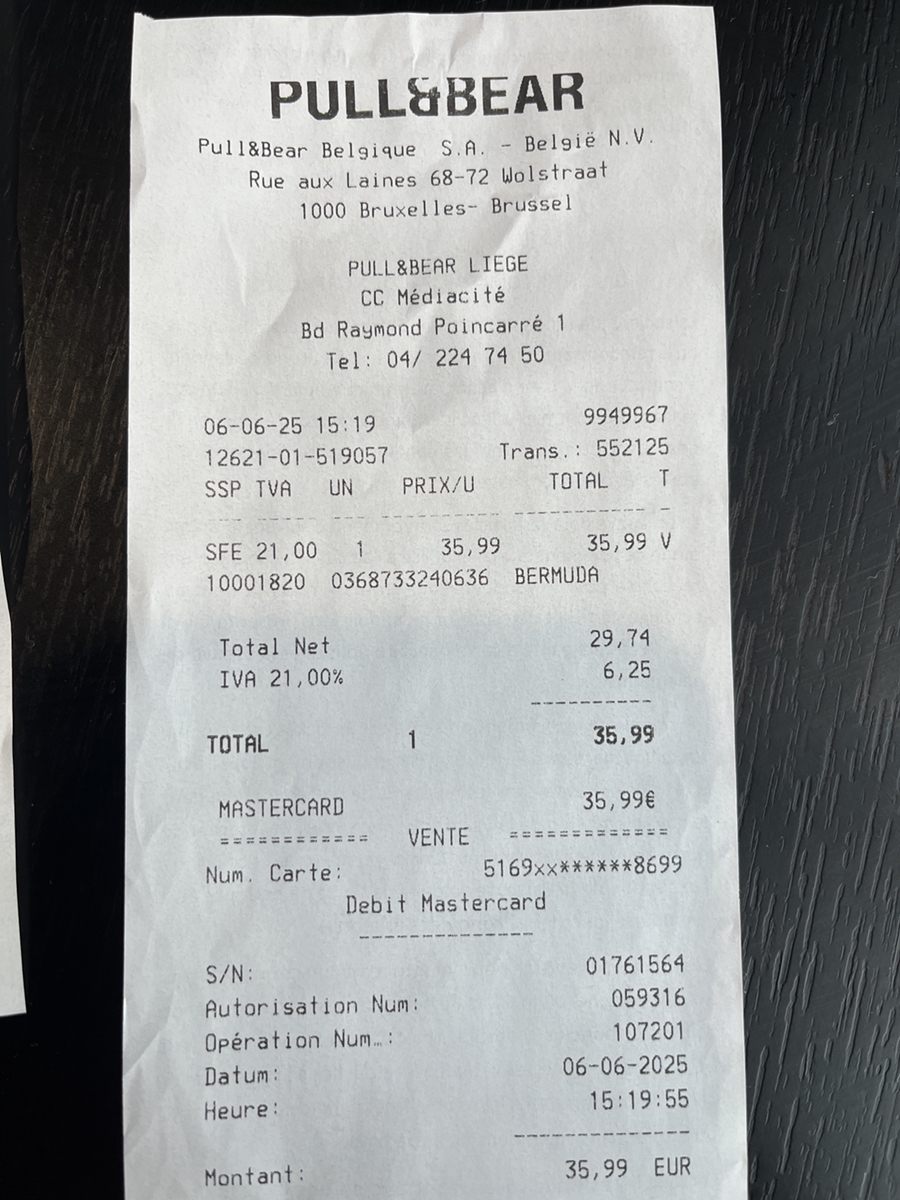 PULL&BEAR
Pull&Bear Belgique S.A. - België N.V.
Rue aux Laines 68-72 Wolstraat
1000 Bruxelles- Brussel
PULL&BEAR LIEGE
CC Médiacité
Bd Raymond Poincarré 1
Tel: 04/ 224 74 50
06-06-25 15:19 9949967
12621-01-519057 Trans.: 552125
SSP TVA UN PRIX/U TOTAL T
SFE 21,00 1 35,99 35,99 V
10001820 0368733240636 BERMUDA
Total Net 29,74
IVA 21,00% 6,25
TOTAL 1 35,99
MASTERCARD 35,99€
============ VENTE =============
Num. Carte: 5169xx******8699
Debit Mastercard
--------------
S/N: 01761564
Autorisation Num: 059316
Opération Num…: 107201
Datum: 06-06-2025
Heure: 15:19:55
--------------
Montant: 35,99 EUR